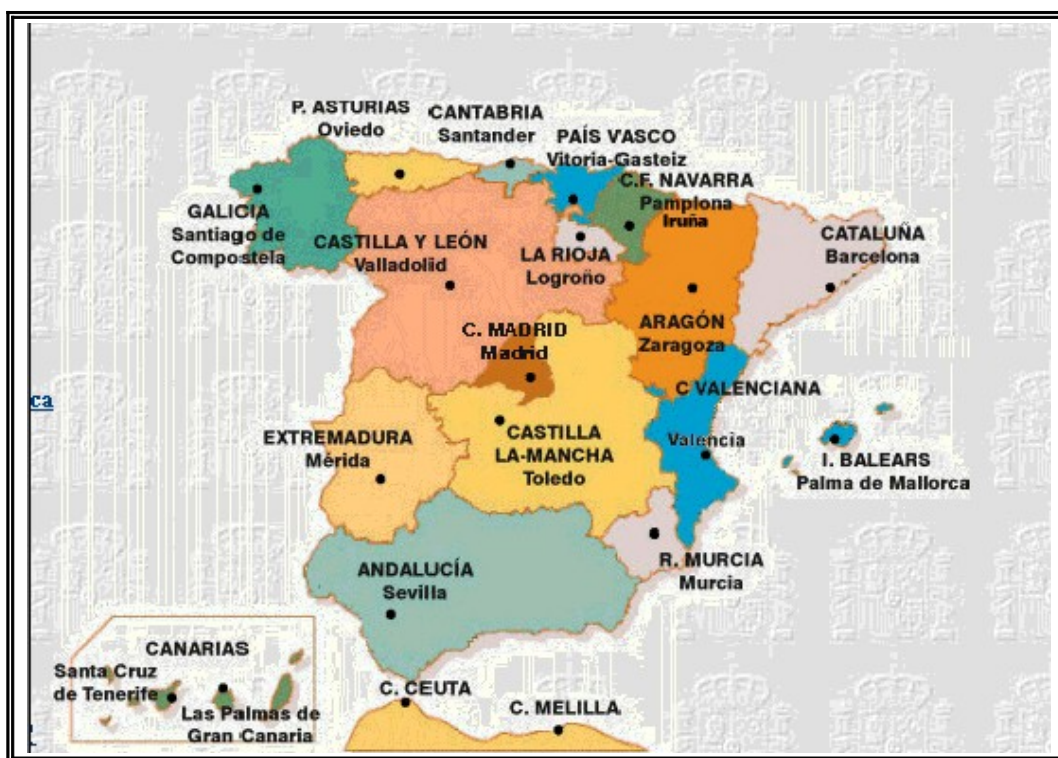 P. ASTURIAS
Oviedo
CANTABRIA
Santander
PAÍS VASCO
Vitoria-Gasteiz
C.F. NAVARRA
Pamplona
Iruña
GALICIA
Santiago de
Compostela
CASTILLA Y LEÓN
Valladolid
LA RIOJA
Logroño
CATALUÑA
Barcelona
ARAGÓN
Zaragoza
C. MADRID
Madrid
C VALENCIANA
Valencia
ca
EXTREMADURA
Mérida
CASTILLA
LA-MANCHA
Toledo
I. BALEARS
Palma de Mallorca
R. MURCIA
Murcia
ANDALUCÍA
Sevilla
CANARIAS
Santa Cruz
de Tenerife
Las Palmas de
Gran Canaria
C. CEUTA
C. MELILLA